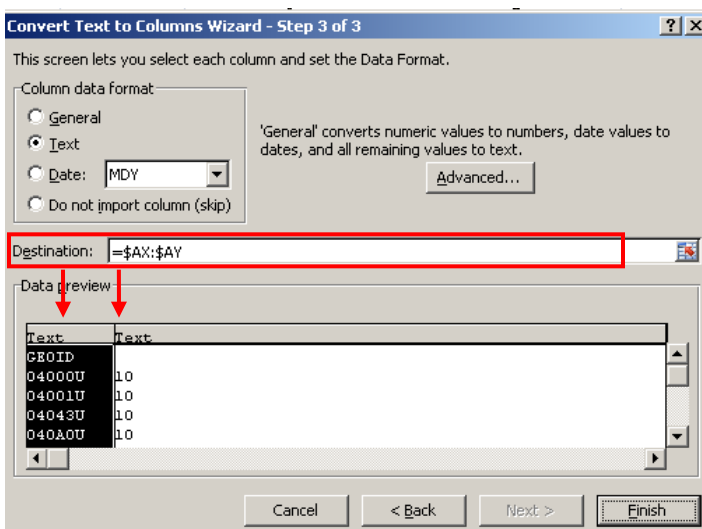 Convert Text to Columns Wizard - Step 3 of 3
This screen lets you select each column and set the Data Format.
Column data format
General
Text
Date: MDY
Do not import column (skip)
'General' converts numeric values to numbers, date values to
dates, and all remaining values to text.
Advanced...
Destination: =$AX:$AY
Data preview
Text Text
GEOID
04000U 10
04001U 10
04043U 10
040A0U 10
Cancel < Back Next > Finish